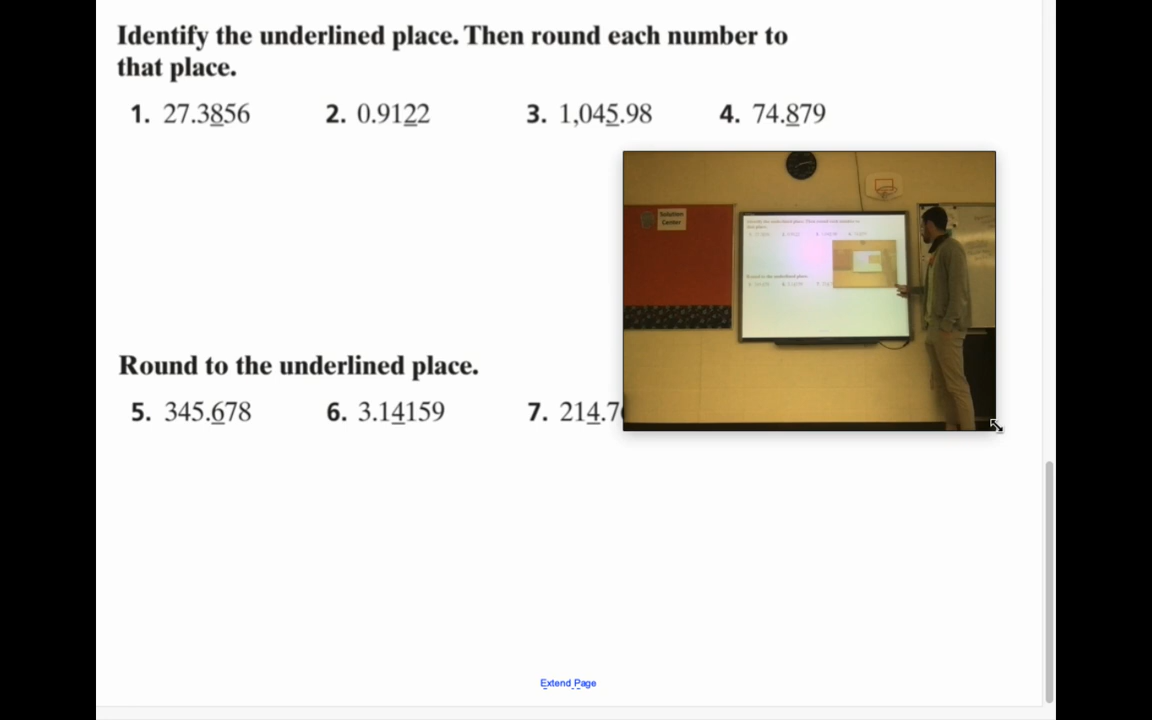 Identify the underlined place. Then round each number to
that place.
1. 27.3856 2. 0.9122 3. 1,045.98 4. 74.879
Solution
Center
Round to the underlined place.
5. 345.678 6. 3.14159 7. 214.7
Extend Page